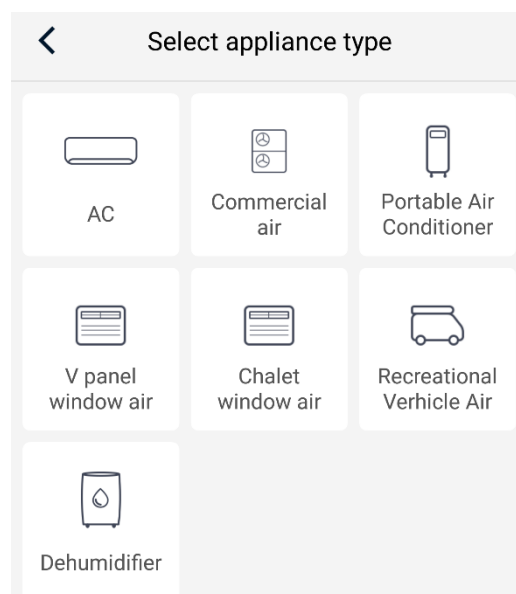 Select appliance type
AC
Commercial
air
Portable Air
Conditioner
V panel
window air
Chalet
window air
Recreational
Verhicle Air
Dehumidifier